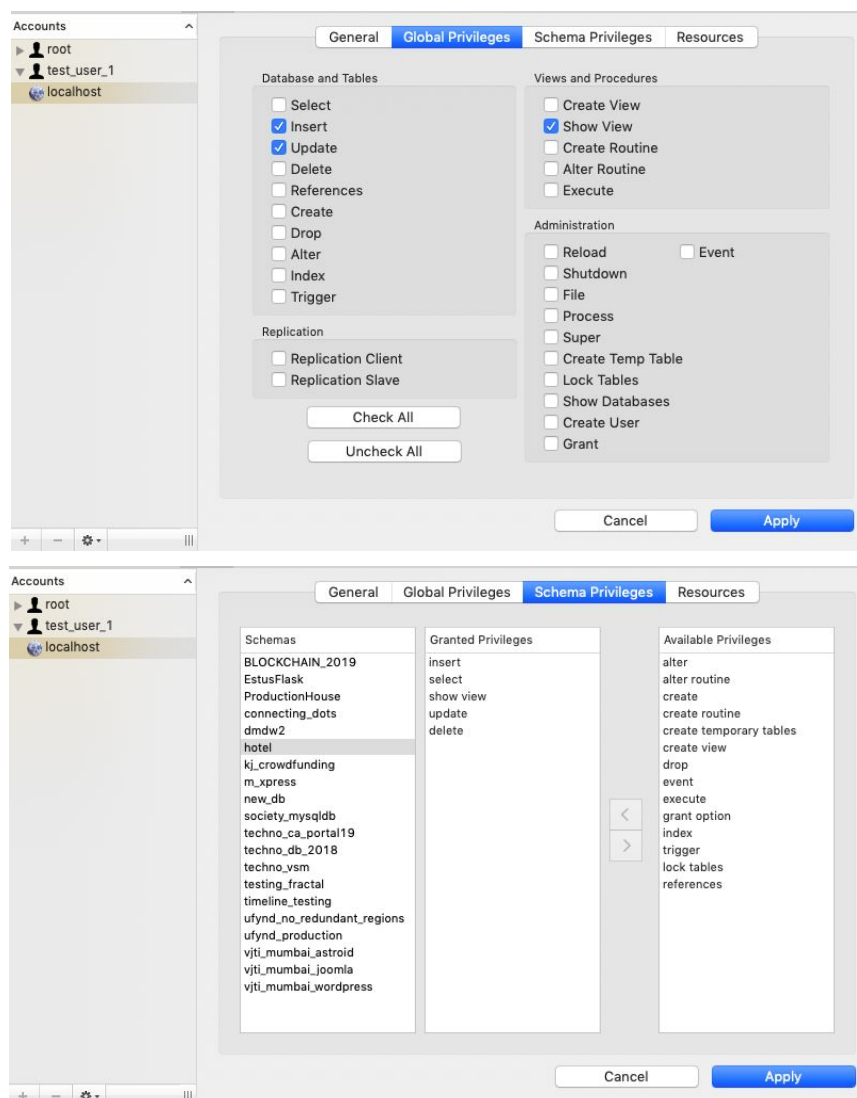 Accounts
root
test_user_1
localhost
General Global Privileges Schema Privileges Resources
Database and Tables
Select
Insert
Update
Delete
References
Create
Drop
Alter
Index
Trigger
Replication
Replication Client
Replication Slave
Check All
Uncheck All
Views and Procedures
Create View
Show View
Create Routine
Alter Routine
Execute
Administration
Reload Event
Shutdown
File
Process
Super
Create Temp Table
Lock Tables
Show Databases
Create User
Grant
Cancel Apply
Accounts
root
test_user_1
localhost
General Global Privileges Schema Privileges Resources
Schemas
BLOCKCHAIN_2019
EstusFlask
ProductionHouse
connecting_dots
dmdw2
hotel
kj_crowdfunding
m_xpress
new_db
society_mysqldb
techno_ca_portal19
techno_db_2018
techno_vsm
testing_fractal
timeline_testing
ufynd_no_redundant_regions
ufynd_production
vjti_mumbai_astroid
vjti_mumbai_joomla
vjti_mumbai_wordpress
Granted Privileges
insert
select
show view
update
delete
Available Privileges
alter
alter routine
create
create routine
create temporary tables
create view
drop
event
execute
grant option
index
trigger
lock tables
references
Cancel Apply